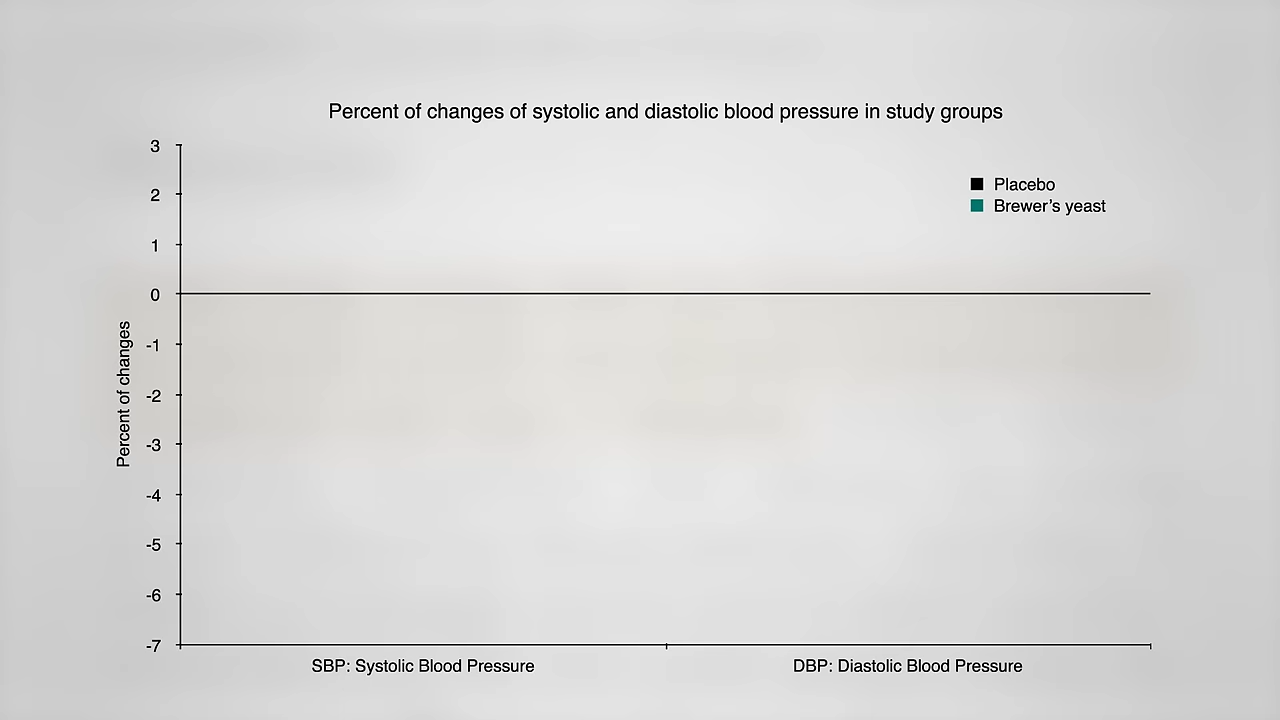 Percent of changes of systolic and diastolic blood pressure in study groups
3
2
1
0
-1
-2
-3
-4
-5
-6
-7
Percent of changes
Placebo
Brewer’s yeast
SBP: Systolic Blood Pressure
DBP: Diastolic Blood Pressure